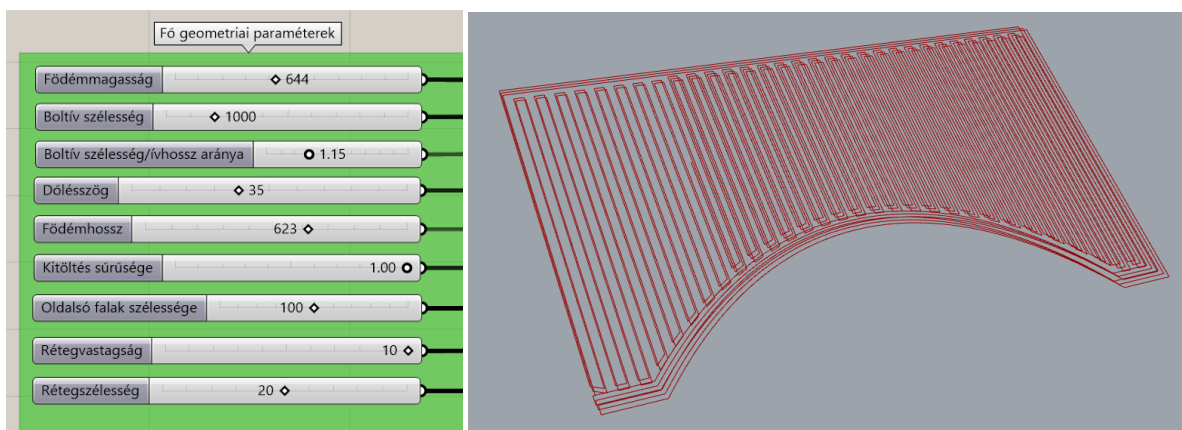 Fő geometriai paraméterek
Födémmagasság 644
Boltív szélesség 1000
Boltív szélesség/ívhossz aránya 1.15
Dőlésszög 35
Födémhossz 623
Kitöltés sűrűsége 1.00
Oldalsó falak szélessége 100
Rétegvastagság 10
Rétegszélesség 20